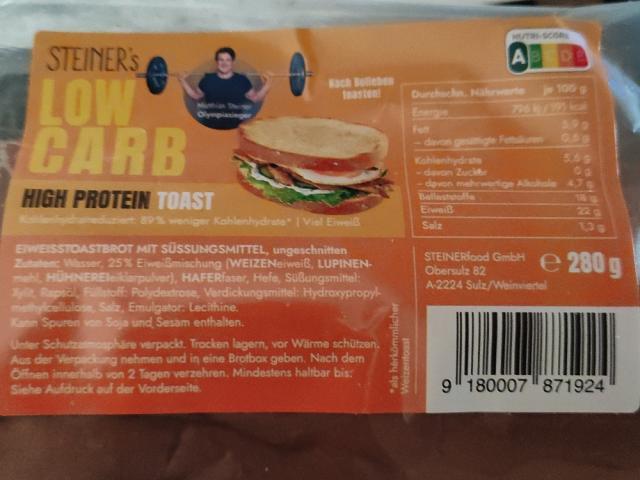 STEINER's
LOW
CARB
HIGH PROTEIN TOAST
Kohlenhydratreduziert: 89% weniger Kohlenhydrate* | Viel Eiweiß
Matthias Steiner
Olympiasieger
Nach Belieben
toasten!
NUTRI-SCORE
A B C D E
Durchschn. Nährwerte je 100 g
Energie 796 kJ/191 kcal
Fett 5,9 g
- davon gesättigte Fettsäuren 0,6 g
Kohlenhydrate 5,6 g
- davon Zucker 0 g
- davon mehrwertige Alkohole 4,7 g
Ballaststoffe 18 g
Eiweiß 22 g
Salz 1,3 g
EIWEISSTOASTBROT MIT SÜSSUNGSMITTEL, ungeschnitten
Zutaten: Wasser, 25% Eiweißmischung (WEIZENeiweiß, LUPINEN-
mehl, HÜHNEREIeiklarpulver), HAFERfaser, Hefe, Süßungsmittel:
Xylit, Rapsöl, Füllstoff: Polydextrose, Verdickungsmittel: Hydroxypropyl-
methylcellulose, Salz, Emulgator: Lecithine.
Kann Spuren von Soja und Sesam enthalten.
Unter Schutzatmosphäre verpackt. Trocken lagern, vor Wärme schützen.
Aus der Verpackung nehmen und in eine Brotbox geben. Nach dem
Öffnen innerhalb von 2 Tagen verzehren. Mindestens haltbar bis:
Siehe Aufdruck auf der Vorderseite.
*als herkömmlicher
Weizentoast
STEINERfood GmbH
Obersulz 82
A-2224 Sulz/Weinviertel
e 280 g
9 180007 871924